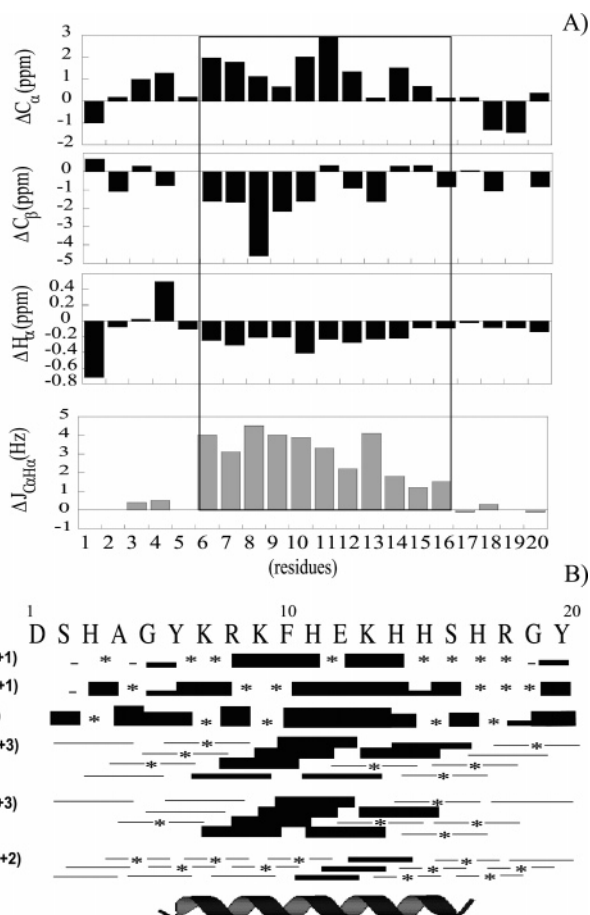 A)
3
2
1
0
-1
-2
ΔCα(ppm)
0
-1
-2
-3
-4
-5
ΔCβ(ppm)
0.4
0.2
0
-0.2
-0.4
-0.6
-0.8
ΔHα(ppm)
5
4
3
2
1
0
-1
ΔJCαHα(Hz)
1 2 3 4 5 6 7 8 9 10 11 12 13 14 15 16 17 18 19 20
(residues)
B)
1 10 20
D S H A G Y K R K F H E K H H S H R G Y
+1) * * * * * * * *
+1) * * * * * *
) * * * * *
+3) * * * * * *
+3) * * * * *
+2) * * * * * * * * * *